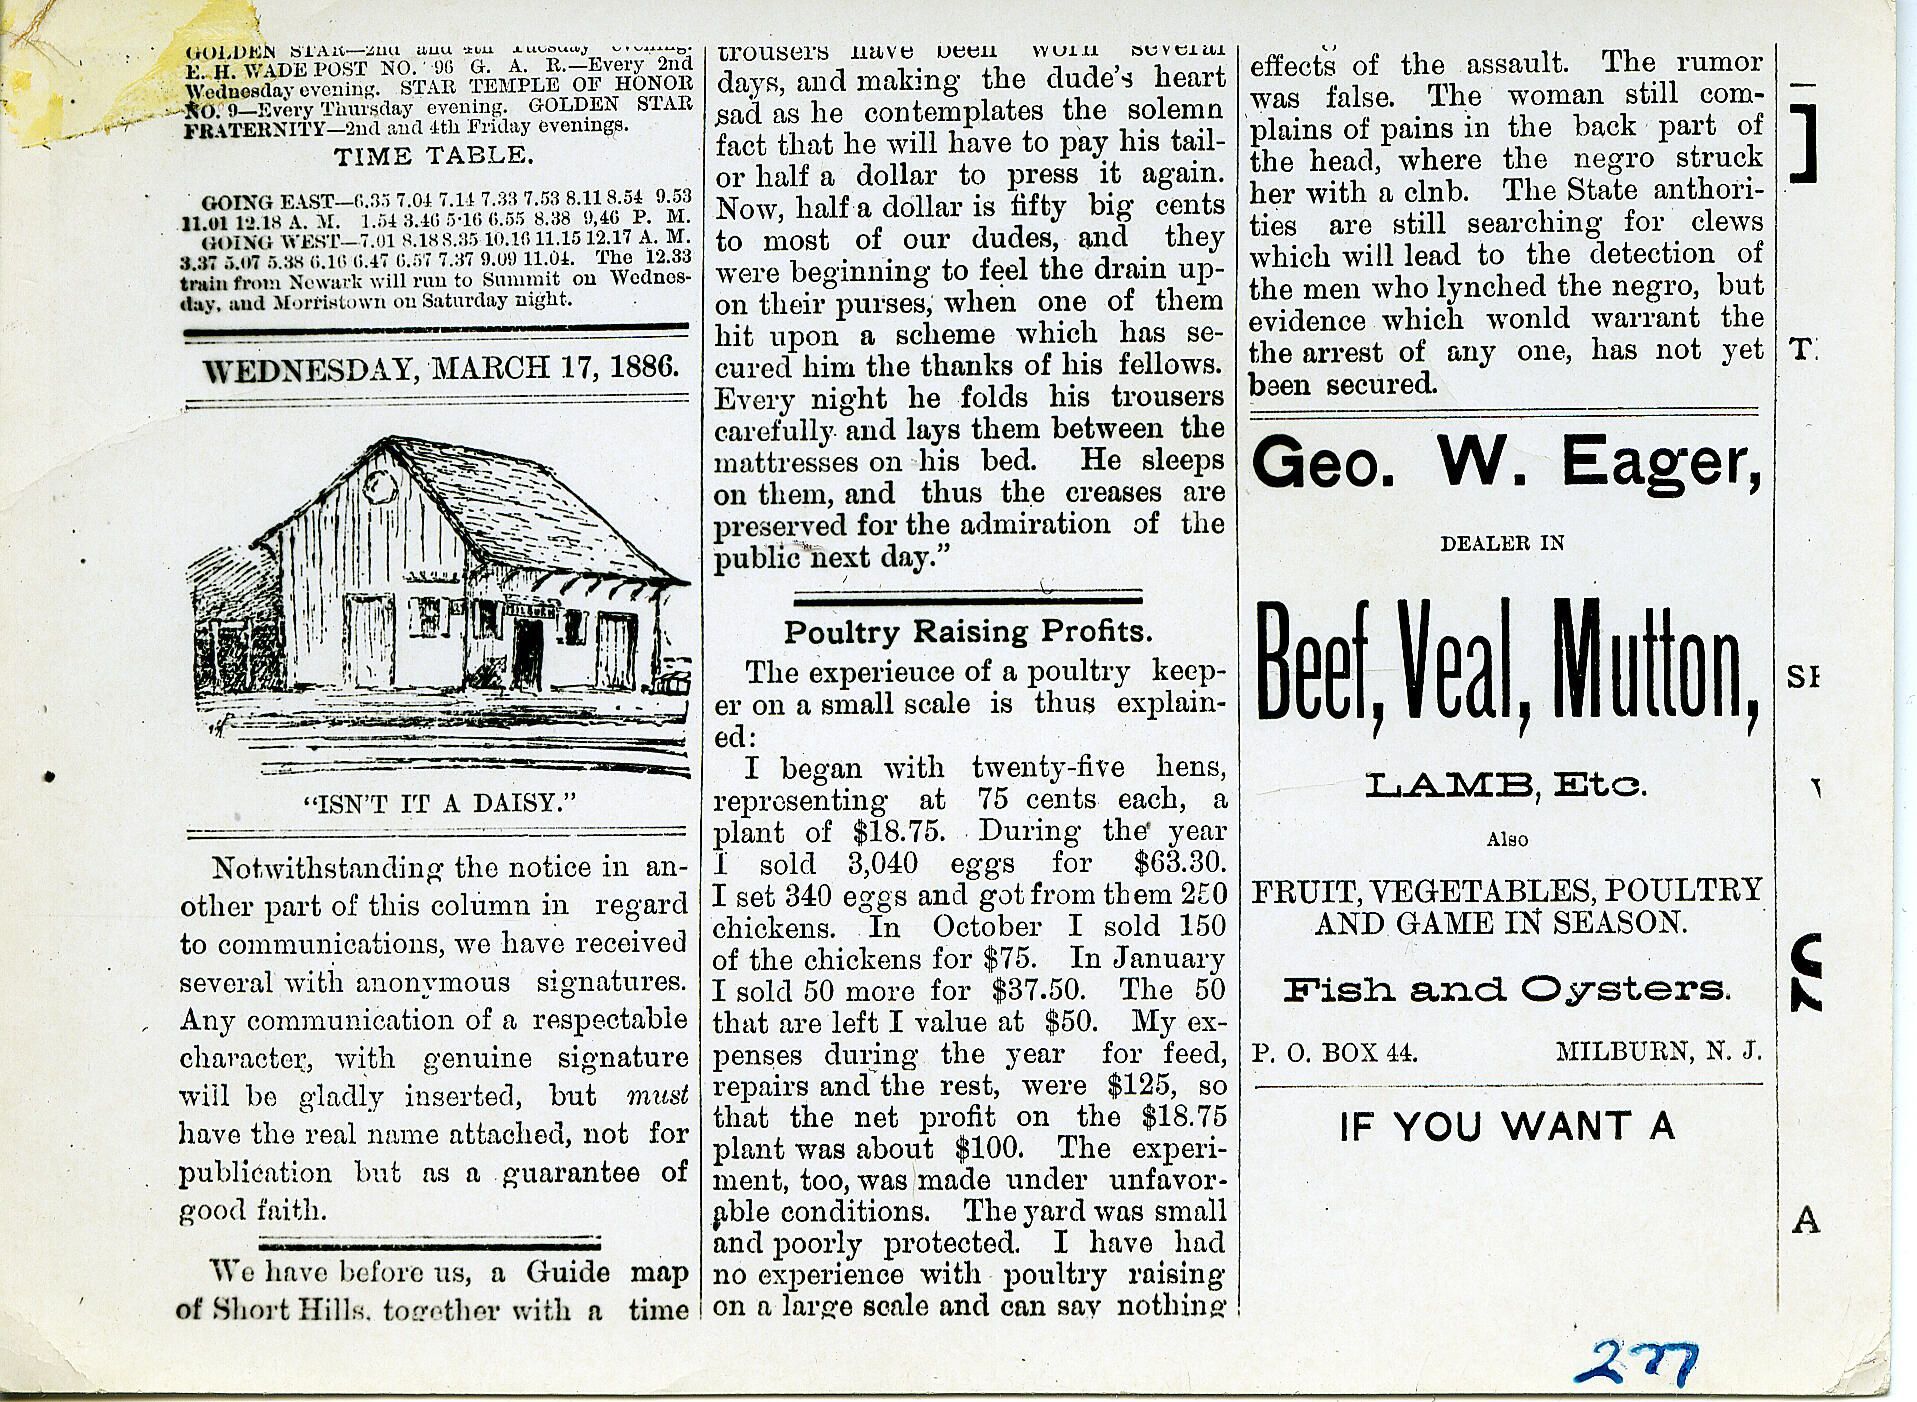 GOLDEN STAR—2nd and 4th Tuesday evening.
E. H. WADE POST NO. 96 G. A. R.—Every 2nd
Wednesday evening. STAR TEMPLE OF HONOR
NO. 9—Every Thursday evening. GOLDEN STAR
FRATERNITY—2nd and 4th Friday evenings.
TIME TABLE.
GOING EAST—6.35 7.04 7.14 7.33 7.53 8.11 8.54 9.53
11.01 12.18 A. M. 1.54 3.46 5·16 6.55 8.38 9,46 P. M.
GOING WEST—7.01 8.18 8.35 10.16 11.15 12.17 A. M.
3.37 5.07 5.38 6.16 6.47 6.57 7.37 9.09 11.04. The 12.33
train from Newark will run to Summit on Wednes-
day, and Morristown on Saturday night.
WEDNESDAY, MARCH 17, 1886.
MILBURN
"ISN'T IT A DAISY."
Notwithstanding the notice in an-
other part of this column in regard
to communications, we have received
several with anonymous signatures.
Any communication of a respectable
character, with genuine signature
will be gladly inserted, but must
have the real name attached, not for
publication but as a guarantee of
good faith.
We have before us, a Guide map
of Short Hills, together with a time
trousers have been worn several
days, and making the dude's heart
sad as he contemplates the solemn
fact that he will have to pay his tail-
or half a dollar to press it again.
Now, half a dollar is fifty big cents
to most of our dudes, and they
were beginning to feel the drain up-
on their purses, when one of them
hit upon a scheme which has se-
cured him the thanks of his fellows.
Every night he folds his trousers
carefully and lays them between the
mattresses on his bed. He sleeps
on them, and thus the creases are
preserved for the admiration of the
public next day."
Poultry Raising Profits.
The experieuce of a poultry keep-
er on a small scale is thus explain-
ed:
I began with twenty-five hens,
representing at 75 cents each, a
plant of $18.75. During the year
I sold 3,040 eggs for $63.30.
I set 340 eggs and got from them 250
chickens. In October I sold 150
of the chickens for $75. In January
I sold 50 more for $37.50. The 50
that are left I value at $50. My ex-
penses during the year for feed,
repairs and the rest, were $125, so
that the net profit on the $18.75
plant was about $100. The experi-
ment, too, was made under unfavor-
able conditions. The yard was small
and poorly protected. I have had
no experience with poultry raising
on a large scale and can say nothing
effects of the assault. The rumor
was false. The woman still com-
plains of pains in the back part of
the head, where the negro struck
her with a clnb. The State anthori-
ties are still searching for clews
which will lead to the detection of
the men who lynched the negro, but
evidence which wonld warrant the
the arrest of any one, has not yet
been secured.
Geo. W. Eager,
DEALER IN
Beef, Veal, Mutton,
LAMB, Etc.
Also
FRUIT, VEGETABLES, POULTRY
AND GAME IN SEASON.
Fish and Oysters.
P. O. BOX 44. MILBURN, N. J.
IF YOU WANT A
T
A
277